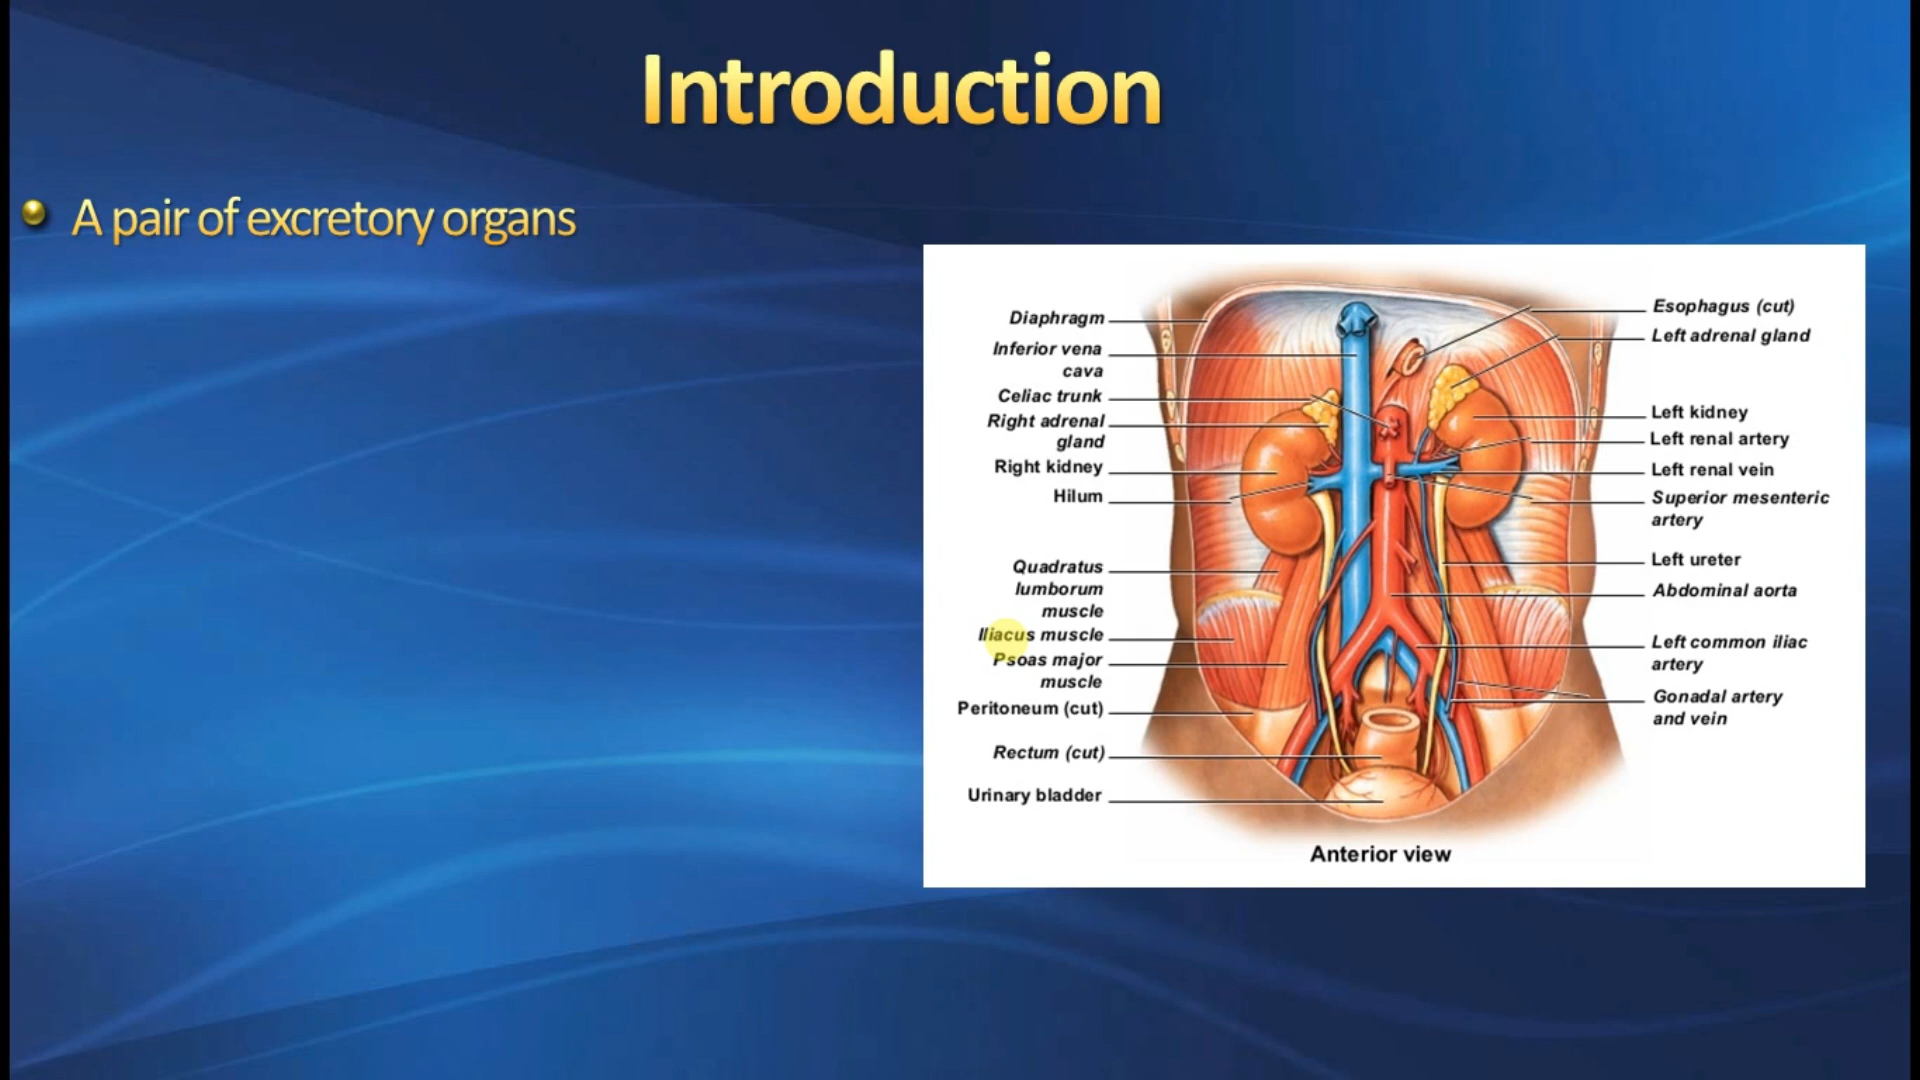 Introduction
A pair of excretory organs
Diaphragm
Inferior vena
cava
Celiac trunk
Right adrenal
gland
Right kidney
Hilum
Quadratus
lumborum
muscle
Iliacus muscle
Psoas major
muscle
Peritoneum (cut)
Rectum (cut)
Urinary bladder
Esophagus (cut)
Left adrenal gland
Left kidney
Left renal artery
Left renal vein
Superior mesenteric
artery
Left ureter
Abdominal aorta
Left common iliac
artery
Gonadal artery
and vein
Anterior view